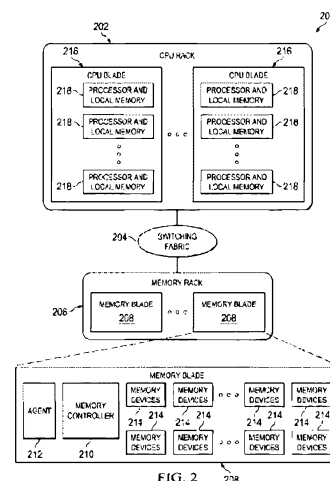 20
202
CPU RACK
216
216
CPU BLADE
CPU BLADE
218
PROCESSOR AND
LOCAL MEMORY
PROCESSOR AND
LOCAL MEMORY
218
218
PROCESSOR AND
LOCAL MEMORY
PROCESSOR AND
LOCAL MEMORY
218
218
PROCESSOR AND
LOCAL MEMORY
PROCESSOR AND
LOCAL MEMORY
218
204
SWITCHING
FABRIC
206
MEMORY RACK
MEMORY BLADE
208
MEMORY BLADE
208
MEMORY BLADE
AGENT
212
MEMORY
CONTROLLER
210
MEMORY
DEVICES
MEMORY
DEVICES
MEMORY
DEVICES
MEMORY
DEVICES
214
214
214
214
214
214
MEMORY
DEVICES
MEMORY
DEVICES
MEMORY
DEVICES
MEMORY
DEVICES
FIG. 2
208